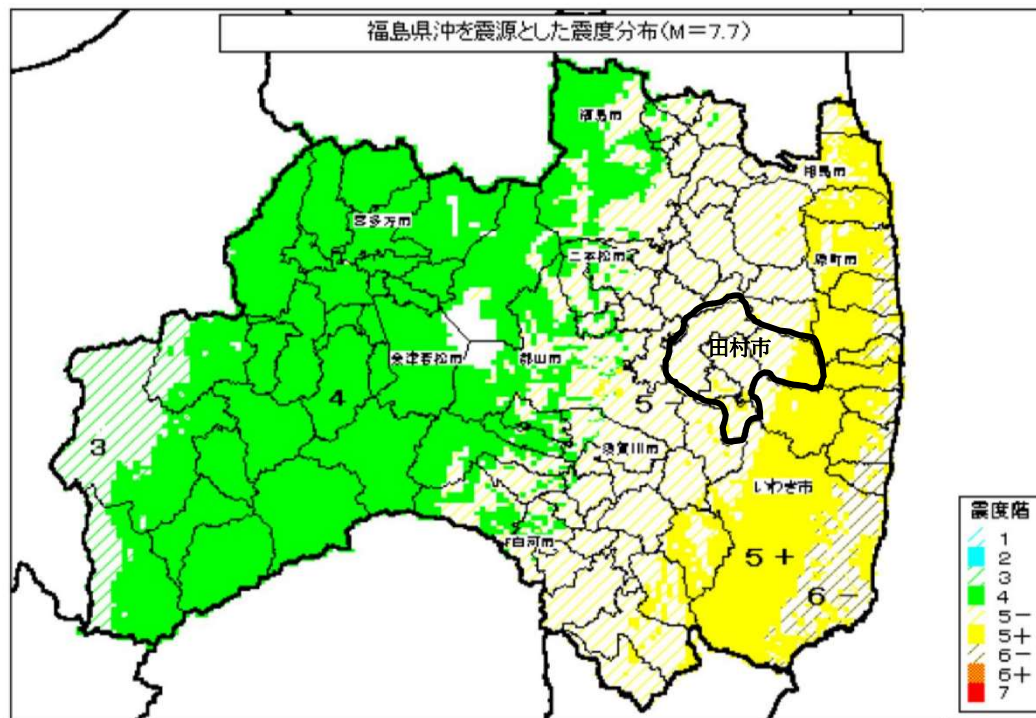 福島県沖を震源とした震度分布(M=7.7)
福島市
相馬市
喜多方市
二本松市
原町市
田村市
会津若松市
郡山市
4
5-
3
須賀川市
いわき市
白河市
5+
6-
震度階
1
2
3
4
5-
5+
6-
6+
7